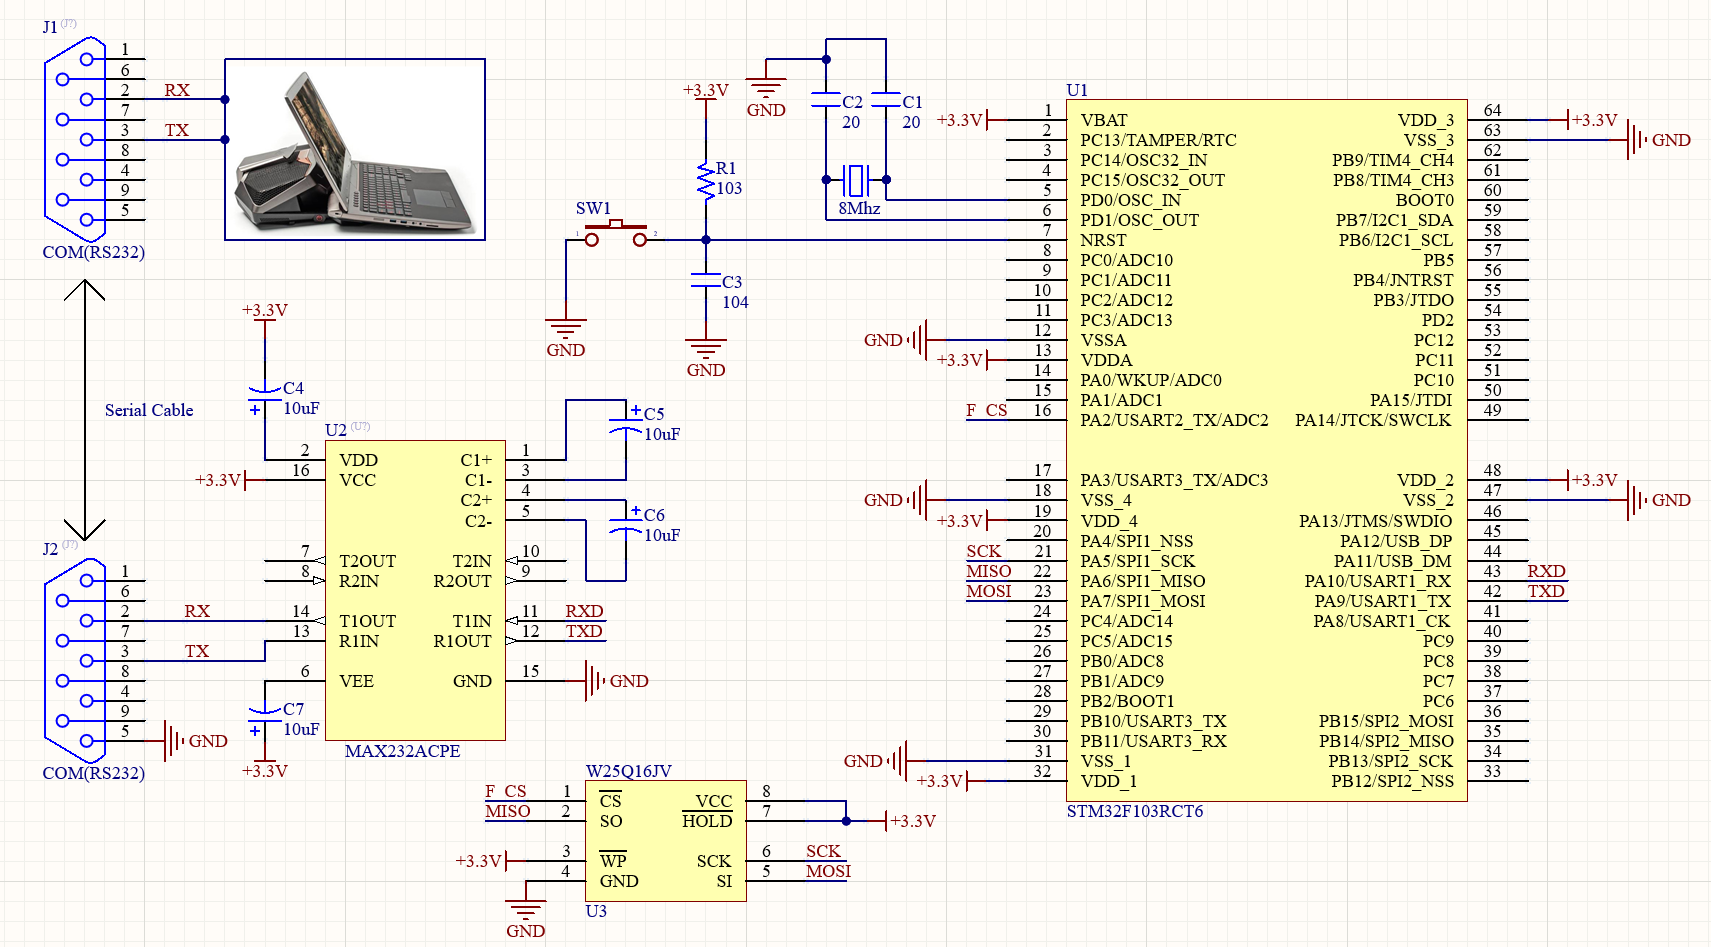 J1 (J?)
1
6
2
7
3
8
4
9
5
RX
TX
COM(RS232)
Serial Cable
J2 (J?)
1
6
2
7
3
8
4
9
5
RX
TX
GND
COM(RS232)
+3.3V
C4
10uF
+
+3.3V
U2 (U?)
2 VDD C1+ 1
16 VCC C1- 3
C2+ 4
C2- 5
7 T2OUT T2IN 10
8 R2IN R2OUT 9
14 T1OUT T1IN 11 RXD
13 R1IN R1OUT 12 TXD
6 VEE GND 15 GND
MAX232ACPE
+ C5
10uF
+ C6
10uF
C7
+ 10uF
+3.3V
+3.3V
R1
103
SW1
1 2
GND
C3
104
GND
GND
C2
20
C1
20
8Mhz
W25Q16JV
F_CS 1 CS VCC 8
MISO 2 SO HOLD 7 +3.3V
+3.3V 3 WP SCK 6 SCK
4 GND SI 5 MOSI
GND
U3
U1
+3.3V 1 VBAT VDD_3 64 +3.3V
2 PC13/TAMPER/RTC VSS_3 63 GND
3 PC14/OSC32_IN PB9/TIM4_CH4 62
4 PC15/OSC32_OUT PB8/TIM4_CH3 61
5 PD0/OSC_IN BOOT0 60
6 PD1/OSC_OUT PB7/I2C1_SDA 59
7 NRST PB6/I2C1_SCL 58
8 PC0/ADC10 PB5 57
9 PC1/ADC11 PB4/JNTRST 56
10 PC2/ADC12 PB3/JTDO 55
11 PC3/ADC13 PD2 54
GND 12 VSSA PC12 53
+3.3V 13 VDDA PC11 52
14 PA0/WKUP/ADC0 PC10 51
15 PA1/ADC1 PA15/JTDI 50
F_CS 16 PA2/USART2_TX/ADC2 PA14/JTCK/SWCLK 49
17 PA3/USART3_TX/ADC3 VDD_2 48 +3.3V
GND 18 VSS_4 VSS_2 47 GND
+3.3V 19 VDD_4 PA13/JTMS/SWDIO 46
20 PA4/SPI1_NSS PA12/USB_DP 45
SCK 21 PA5/SPI1_SCK PA11/USB_DM 44
MISO 22 PA6/SPI1_MISO PA10/USART1_RX 43 RXD
MOSI 23 PA7/SPI1_MOSI PA9/USART1_TX 42 TXD
24 PC4/ADC14 PA8/USART1_CK 41
25 PC5/ADC15 PC9 40
26 PB0/ADC8 PC8 39
27 PB1/ADC9 PC7 38
28 PB2/BOOT1 PC6 37
29 PB10/USART3_TX PB15/SPI2_MOSI 36
30 PB11/USART3_RX PB14/SPI2_MISO 35
GND 31 VSS_1 PB13/SPI2_SCK 34
+3.3V 32 VDD_1 PB12/SPI2_NSS 33
STM32F103RCT6